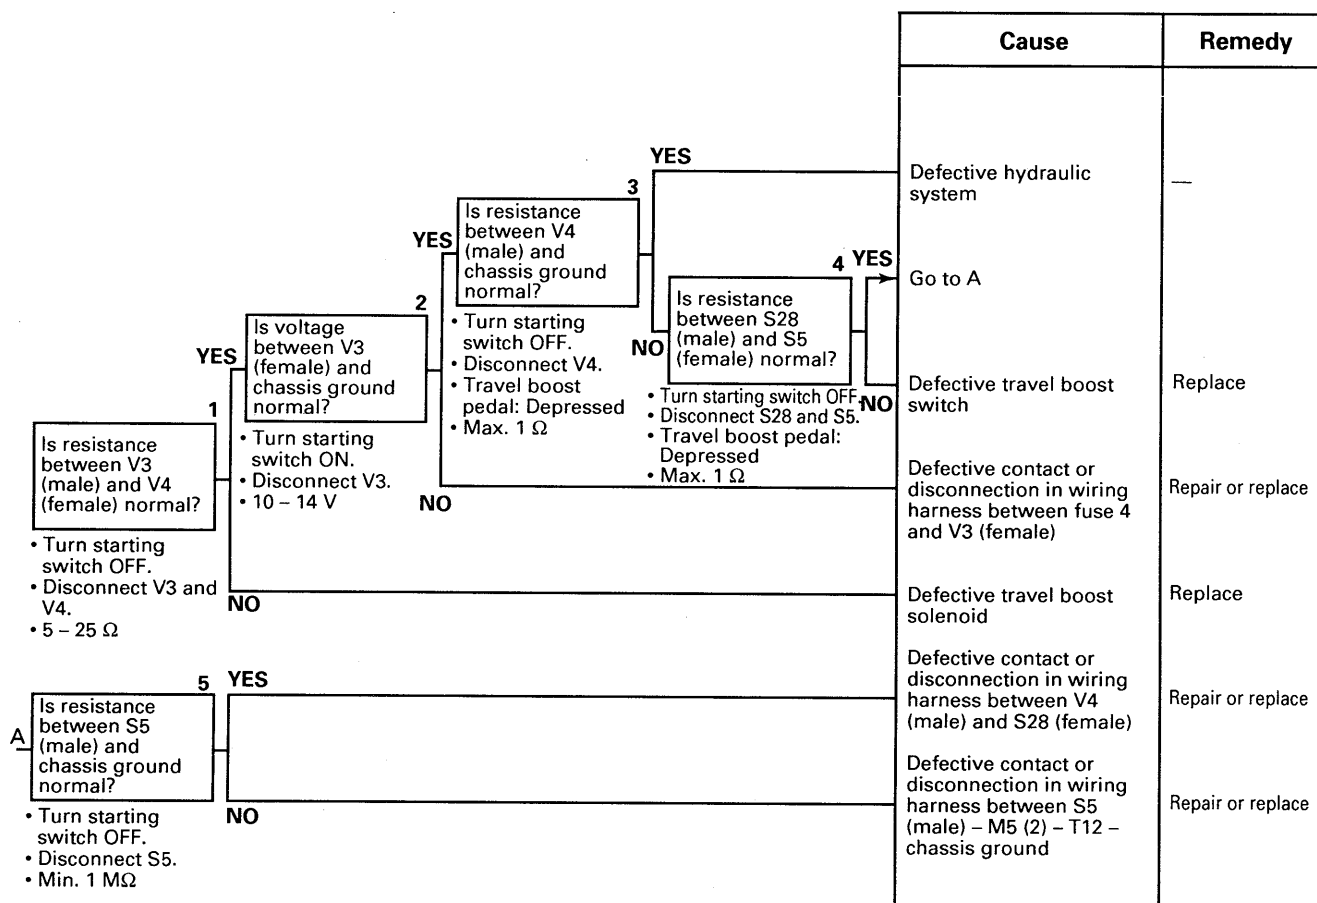 Cause
Remedy
YES
3
Defective hydraulic
system
—
Is resistance
between V4
(male) and
chassis ground
normal?
YES
4
YES
Go to A
2
• Turn starting
switch OFF.
• Disconnect V4.
• Travel boost
pedal: Depressed
• Max. 1 Ω
NO
Is resistance
between S28
(male) and S5
(female) normal?
Is voltage
between V3
(female) and
chassis ground
normal?
YES
1
• Turn starting switch OFF.
• Disconnect S28 and S5.
• Travel boost pedal:
Depressed
• Max. 1 Ω
NO
Defective travel boost
switch
Replace
Is resistance
between V3
(male) and V4
(female) normal?
• Turn starting
switch ON.
• Disconnect V3.
• 10 – 14 V
NO
Defective contact or
disconnection in wiring
harness between fuse 4
and V3 (female)
Repair or replace
• Turn starting
switch OFF.
• Disconnect V3 and
V4.
• 5 – 25 Ω
NO
Defective travel boost
solenoid
Replace
5
YES
Defective contact or
disconnection in wiring
harness between V4
(male) and S28 (female)
Repair or replace
A
Is resistance
between S5
(male) and
chassis ground
normal?
• Turn starting
switch OFF.
• Disconnect S5.
• Min. 1 MΩ
NO
Defective contact or
disconnection in wiring
harness between S5
(male) – M5 (2) – T12 –
chassis ground
Repair or replace